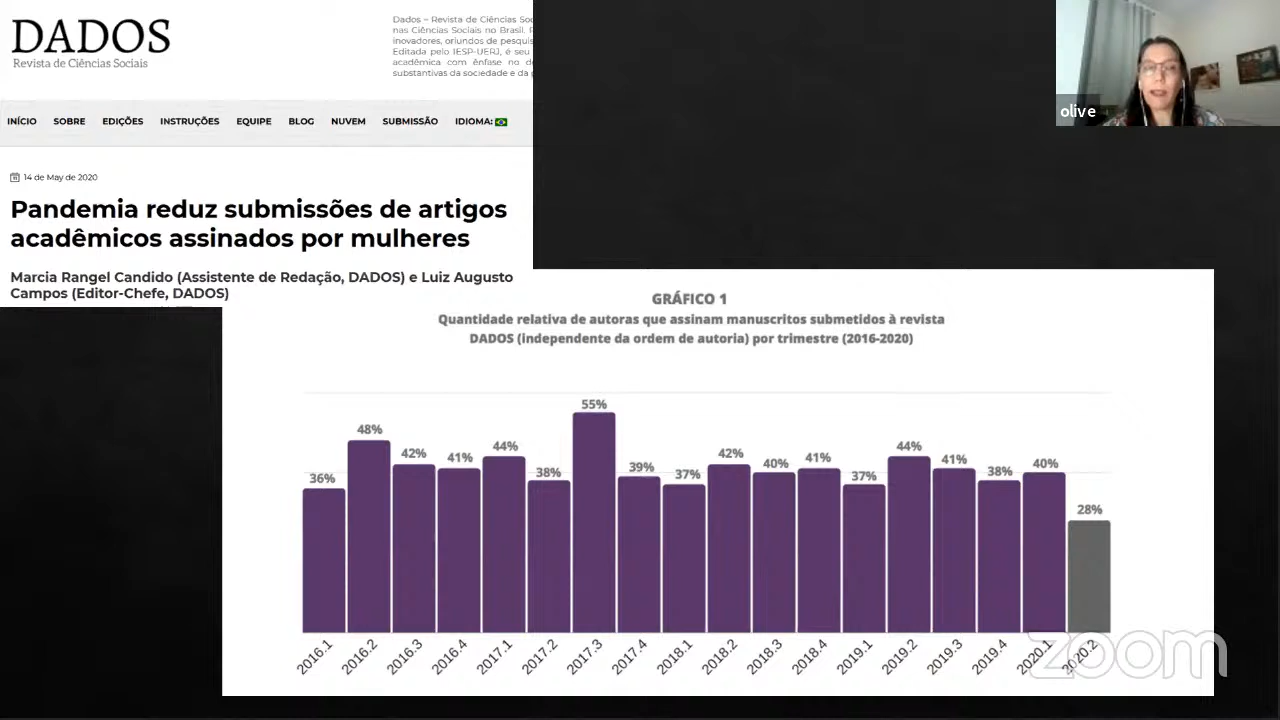 DADOS
Revista de Ciências Sociais
Dados – Revista de Ciências Soc
nas Ciências Sociais no Brasil.
inovadores, oriundos de pesquis
Editada pelo IESP-UERJ, é seu
acadêmica com ênfase no d
substantivas da sociedade e da
olive
INÍCIO SOBRE EDIÇÕES INSTRUÇÕES EQUIPE BLOG NUVEM SUBMISSÃO IDIOMA:
14 de May de 2020
Pandemia reduz submissões de artigos
acadêmicos assinados por mulheres
Marcia Rangel Candido (Assistente de Redação, DADOS) e Luiz Augusto
Campos (Editor-Chefe, DADOS)
GRÁFICO 1
Quantidade relativa de autoras que assinam manuscritos submetidos à revista
DADOS (independente da ordem de autoria) por trimestre (2016-2020)
36% 48% 42% 41% 44% 38% 55% 39% 37% 42% 40% 41% 37% 44% 41% 38% 40% 28%
2016.1 2016.2 2016.3 2016.4 2017.1 2017.2 2017.3 2017.4 2018.1 2018.2 2018.3 2018.4 2019.1 2019.2 2019.3 2019.4 2020.1 2020.2
zoom